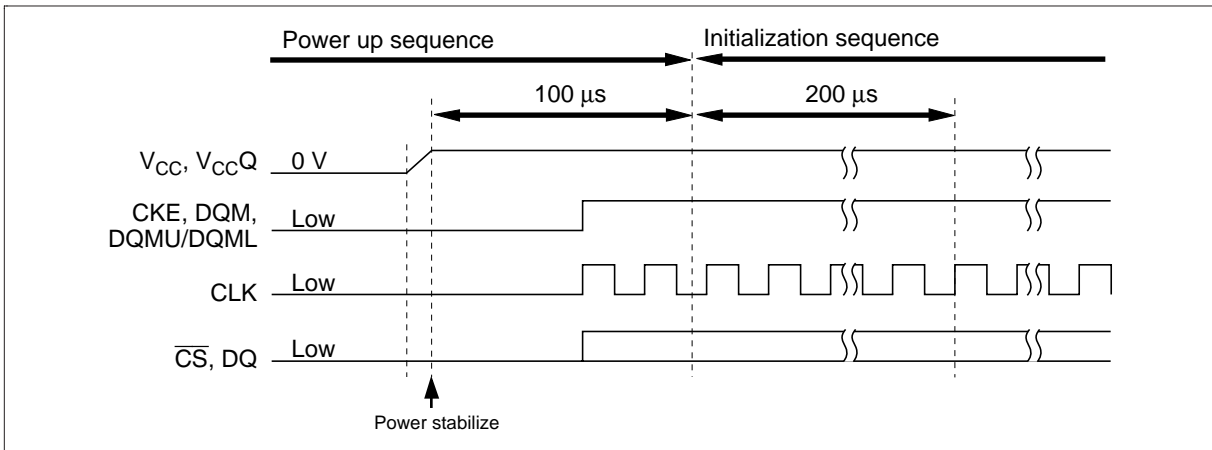 Power up sequence
Initialization sequence
100 μs
200 μs
VCC, VCCQ
0 V
CKE, DQM,
DQMU/DQML
Low
CLK
Low
CS, DQ
Low
Power stabilize